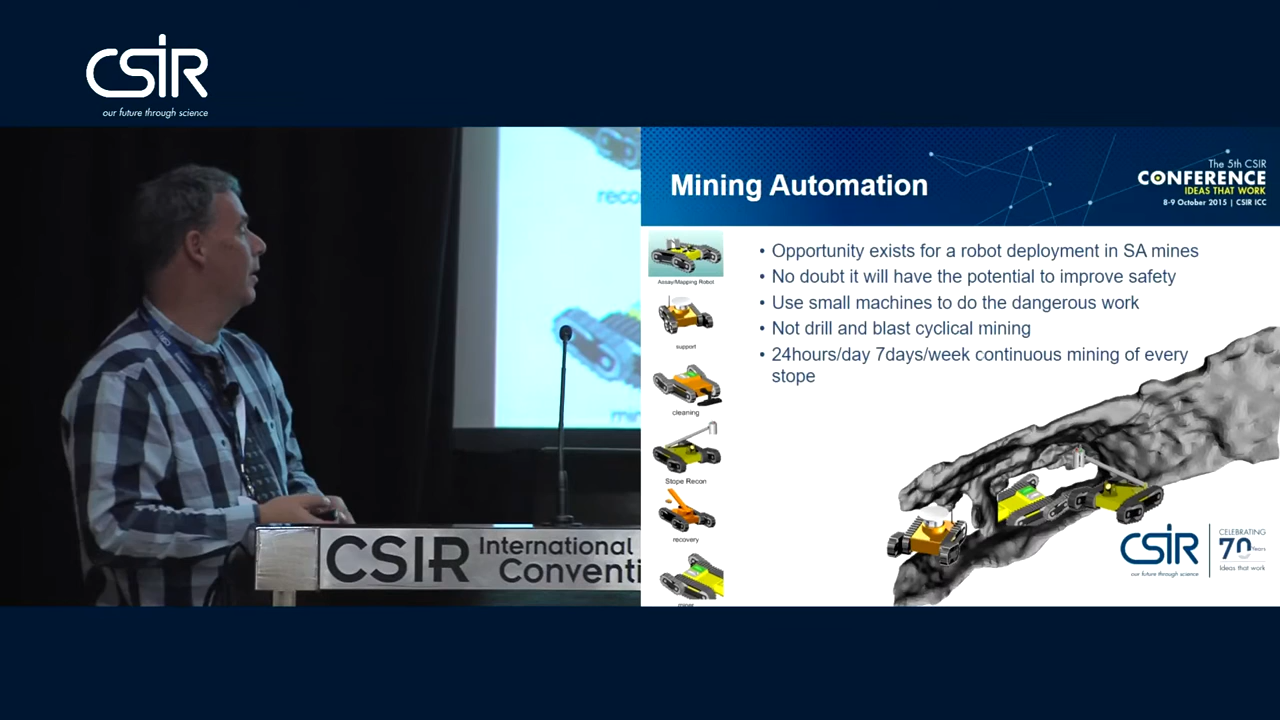 CSIR
our future through science
reco
min
CSIR International
Conventi
Mining Automation
The 5th CSIR
CONFERENCE
IDEAS THAT WORK
8-9 October 2015 | CSIR ICC
Assay/Mapping Robot
support
cleaning
Stope Recon
recovery
miner
• Opportunity exists for a robot deployment in SA mines
• No doubt it will have the potential to improve safety
• Use small machines to do the dangerous work
• Not drill and blast cyclical mining
• 24hours/day 7days/week continuous mining of every
stope
CSIR
our future through science
CELEBRATING
70 Years
Ideas that work